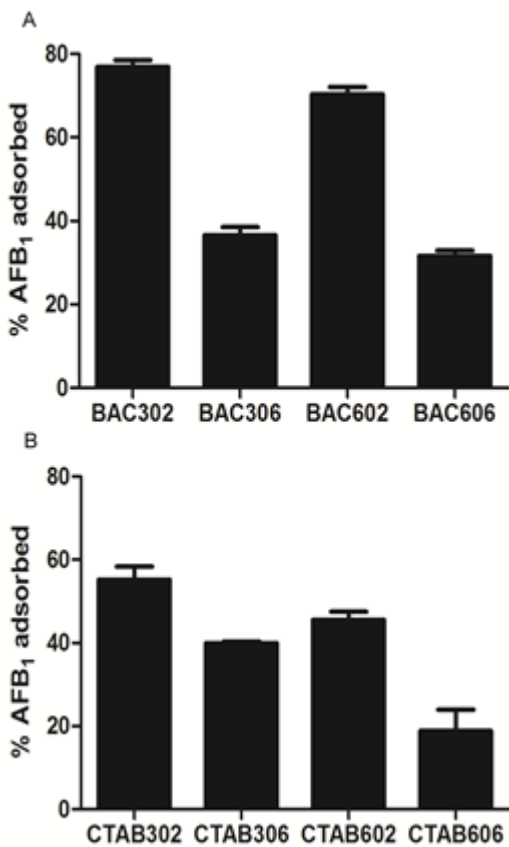 A
% AFB1 adsorbed
80
60
40
20
0
BAC302 BAC306 BAC602 BAC606
B
% AFB1 adsorbed
80
60
40
20
0
CTAB302 CTAB306 CTAB602 CTAB606